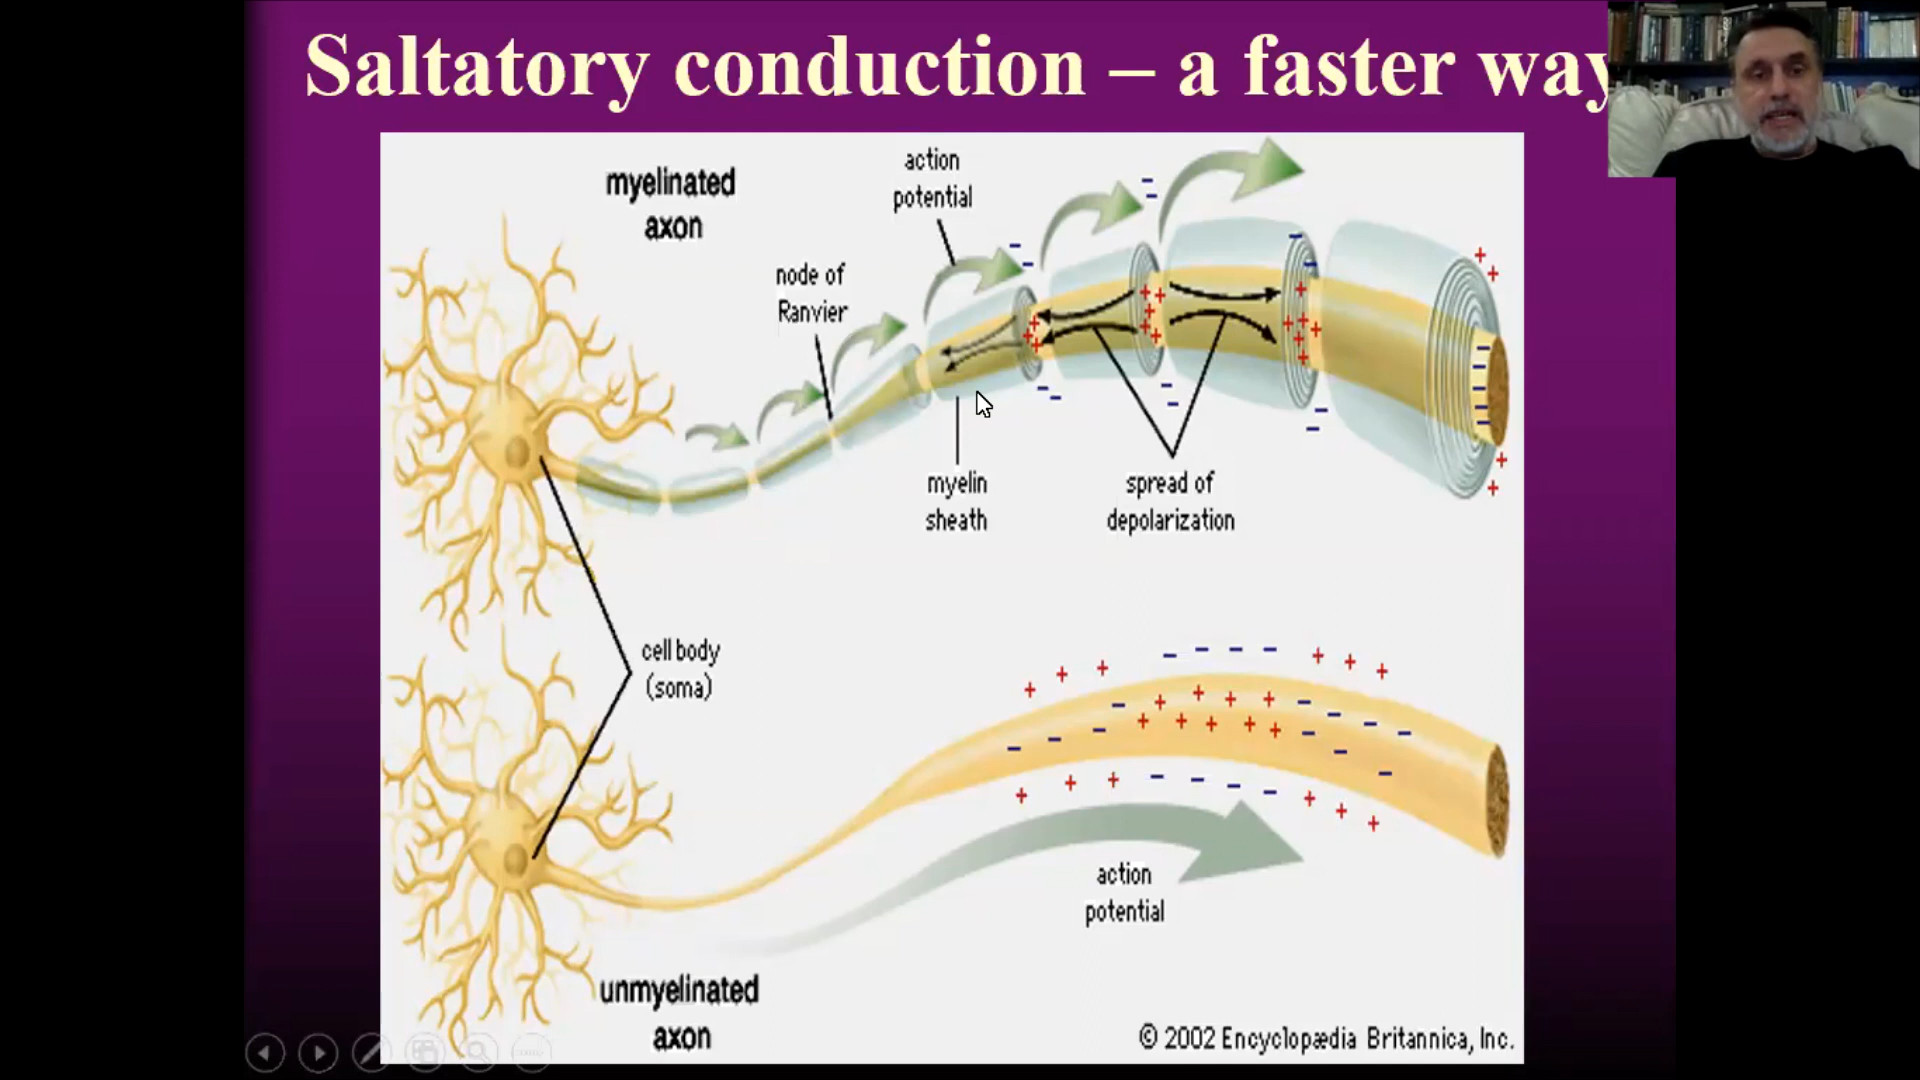 Saltatory conduction – a faster way
myelinated
axon
action
potential
node of
Ranvier
myelin
sheath
spread of
depolarization
cell body
(soma)
action
potential
unmyelinated
axon
© 2002 Encyclopædia Britannica, Inc.